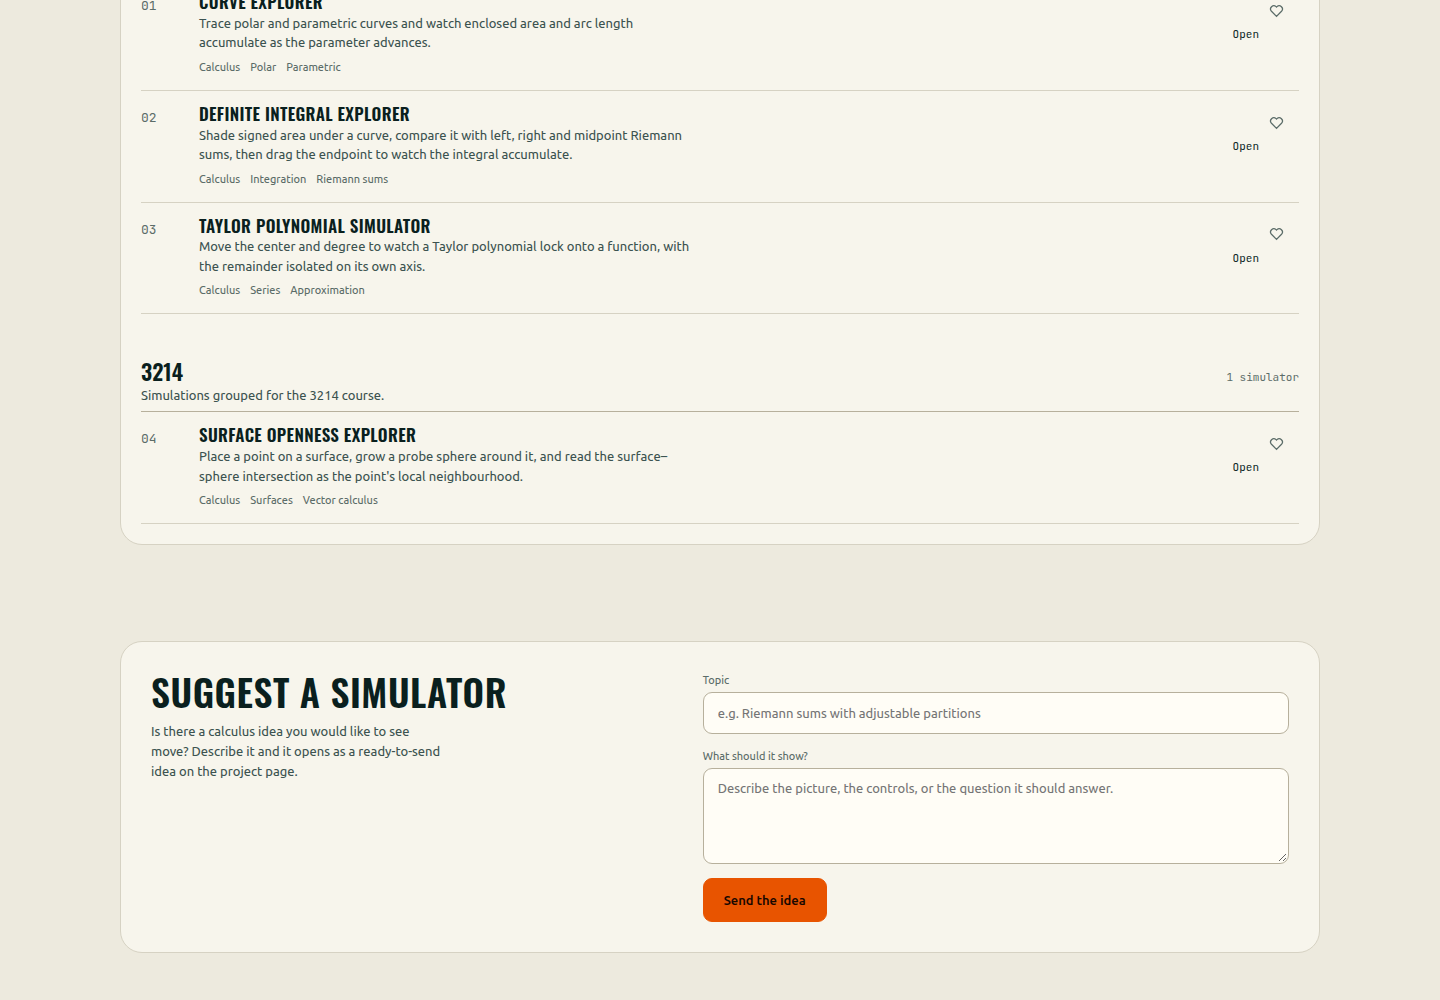 01
CURVE EXPLORER
Trace polar and parametric curves and watch enclosed area and arc length
accumulate as the parameter advances.
Calculus Polar Parametric
Open
02
DEFINITE INTEGRAL EXPLORER
Shade signed area under a curve, compare it with left, right and midpoint Riemann
sums, then drag the endpoint to watch the integral accumulate.
Calculus Integration Riemann sums
Open
03
TAYLOR POLYNOMIAL SIMULATOR
Move the center and degree to watch a Taylor polynomial lock onto a function, with
the remainder isolated on its own axis.
Calculus Series Approximation
Open
3214
1 simulator
Simulations grouped for the 3214 course.
04
SURFACE OPENNESS EXPLORER
Place a point on a surface, grow a probe sphere around it, and read the surface–
sphere intersection as the point's local neighbourhood.
Calculus Surfaces Vector calculus
Open
SUGGEST A SIMULATOR
Is there a calculus idea you would like to see
move? Describe it and it opens as a ready-to-send
idea on the project page.
Topic
e.g. Riemann sums with adjustable partitions
What should it show?
Describe the picture, the controls, or the question it should answer.
Send the idea